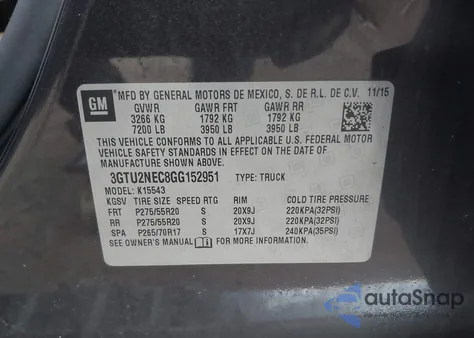 GM
MFD BY GENERAL MOTORS DE MEXICO, S. DE R.L. DE C.V. 11/15
GVWR GAWR FRT GAWR RR
3266 KG 1792 KG 1792 KG
7200 LB 3950 LB 3950 LB
THIS VEHICLE CONFORMS TO ALL APPLICABLE U.S. FEDERAL MOTOR
VEHICLE SAFETY AND THEFT PREVENTION STANDARDS IN EFFECT ON
THE DATE OF MANUFACTURE SHOWN ABOVE.
3GTU2NEC8GG152951 TYPE: TRUCK
MODEL: K15543
KGSV TIRE SIZE SPEED RTG RIM COLD TIRE PRESSURE
FRT P275/55R20 S 20X9J 220KPA(32PSI)
RR P275/55R20 S 20X9J 220KPA(32PSI)
SPA P265/70R17 S 17X7J 240KPA(35PSI)
SEE OWNER'S MANUAL FOR MORE INFORMATION.
autoSnap